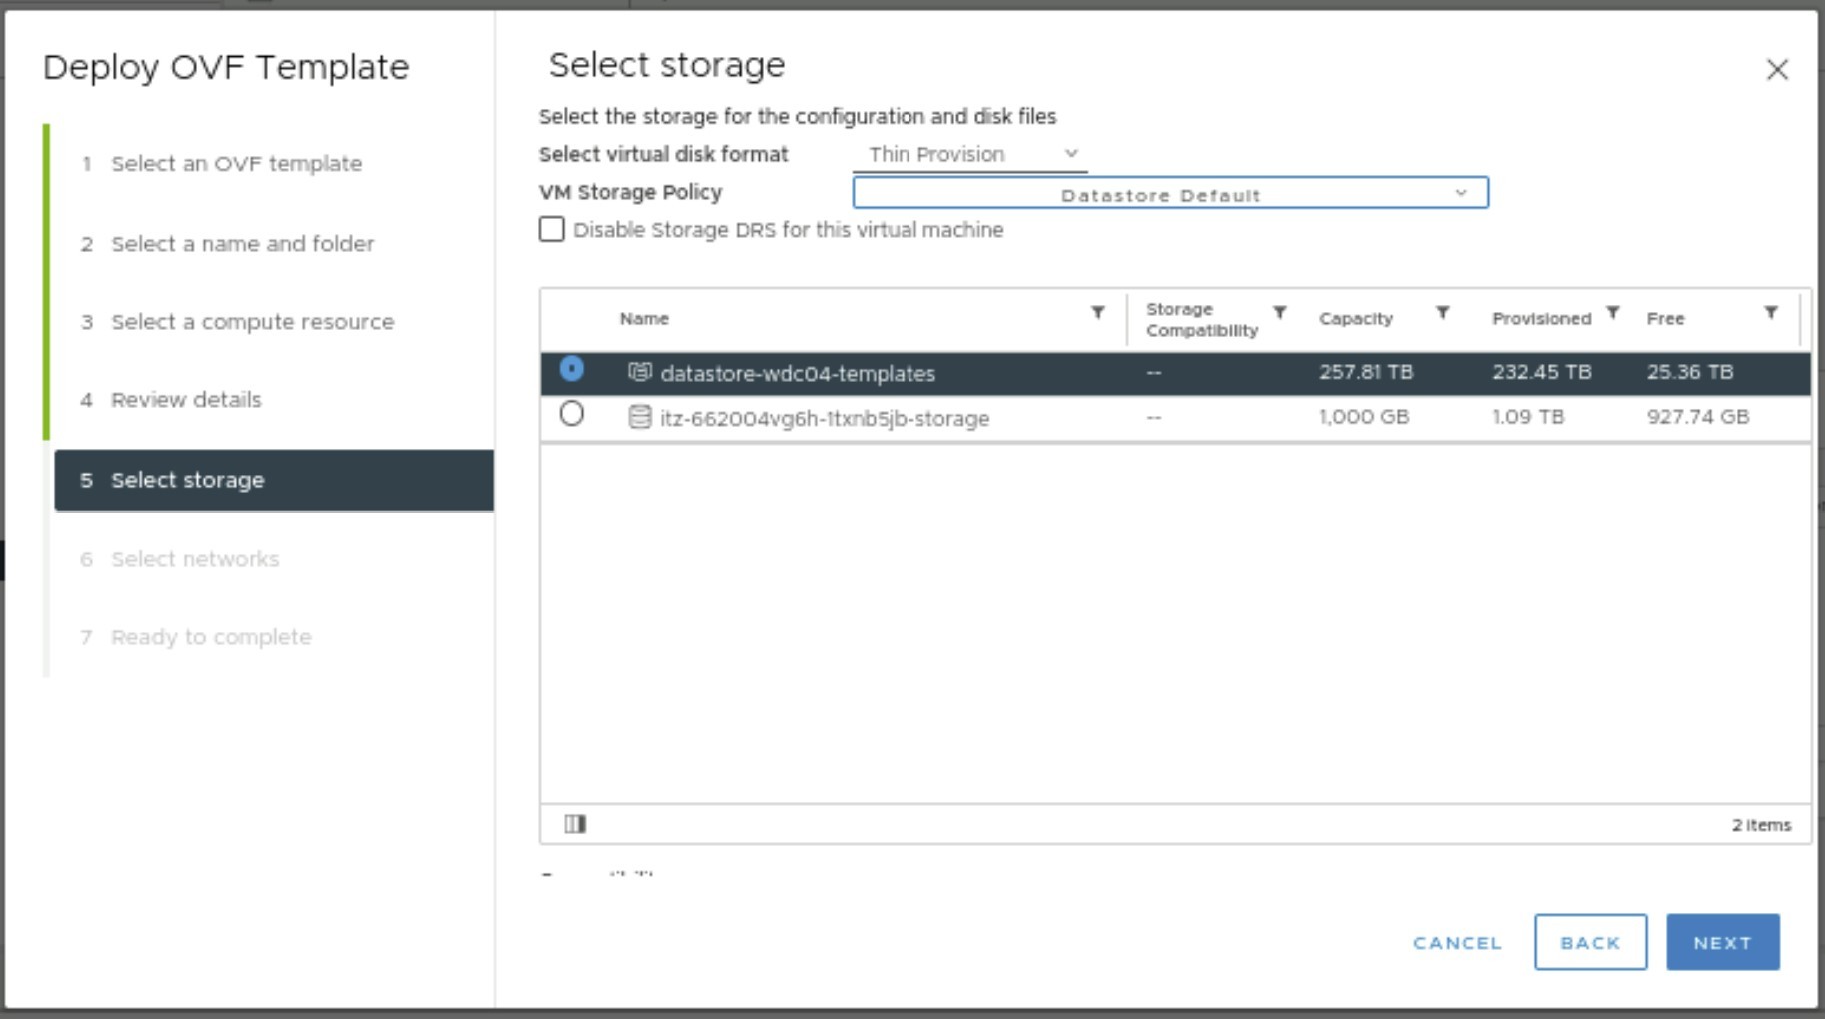 Deploy OVF Template
1 Select an OVF template
2 Select a name and folder
3 Select a compute resource
4 Review details
5 Select storage
6 Select networks
7 Ready to complete
Select storage
Select the storage for the configuration and disk files
Select virtual disk format Thin Provision
VM Storage Policy Datastore Default
Disable Storage DRS for this virtual machine
Name Storage Compatibility Capacity Provisioned Free
datastore-wdc04-templates -- 257.81 TB 232.45 TB 25.36 TB
itz-662004vg6h-1txnb5jb-storage -- 1,000 GB 1.09 TB 927.74 GB
2 items
CANCEL BACK NEXT